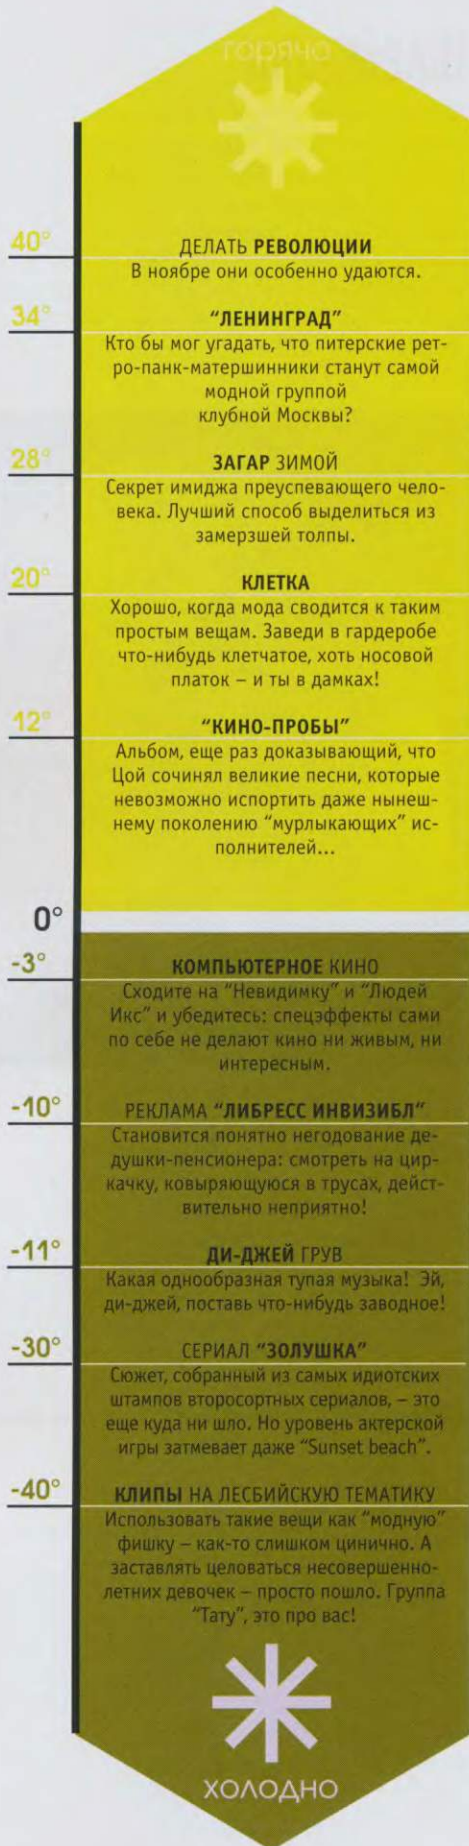 горячо
40°
ДЕЛАТЬ РЕВОЛЮЦИИ
В ноябре они особенно удаются.
34°
"ЛЕНИНГРАД"
Кто бы мог угадать, что питерские рет-
ро-панк-матершинники станут самой
модной группой
клубной Москвы?
28°
ЗАГАР ЗИМОЙ
Секрет имиджа преуспевающего чело-
века. Лучший способ выделиться из
замерзшей толпы.
20°
КЛЕТКА
Хорошо, когда мода сводится к таким
простым вещам. Заведи в гардеробе
что-нибудь клетчатое, хоть носовой
платок – и ты в дамках!
12°
"КИНО-ПРОБЫ"
Альбом, еще раз доказывающий, что
Цой сочинял великие песни, которые
невозможно испортить даже нынеш-
нему поколению "мурлыкающих" ис-
полнителей...
0°
-3°
КОМПЬЮТЕРНОЕ КИНО
Сходите на "Невидимку" и "Людей
Икс" и убедитесь: спецэффекты сами
по себе не делают кино ни живым, ни
интересным.
-10°
РЕКЛАМА "ЛИБРЕСС ИНВИЗИБЛ"
Становится понятно негодование де-
душки-пенсионера: смотреть на цир-
качку, ковыряющуюся в трусах, дейст-
вительно неприятно!
-11°
ДИ-ДЖЕЙ ГРУВ
Какая однообразная тупая музыка! Эй,
ди-джей, поставь что-нибудь заводное!
-30°
СЕРИАЛ "ЗОЛУШКА"
Сюжет, собранный из самых идиотских
штампов второсортных сериалов, – это
еще куда ни шло. Но уровень актерской
игры затмевает даже "Sunset beach".
-40°
КЛИПЫ НА ЛЕСБИЙСКУЮ ТЕМАТИКУ
Использовать такие вещи как "модную"
фишку – как-то слишком цинично. А
заставлять целоваться несовершенно-
летних девочек – просто пошло. Группа
"Тату", это про вас!
ХОЛОДНО